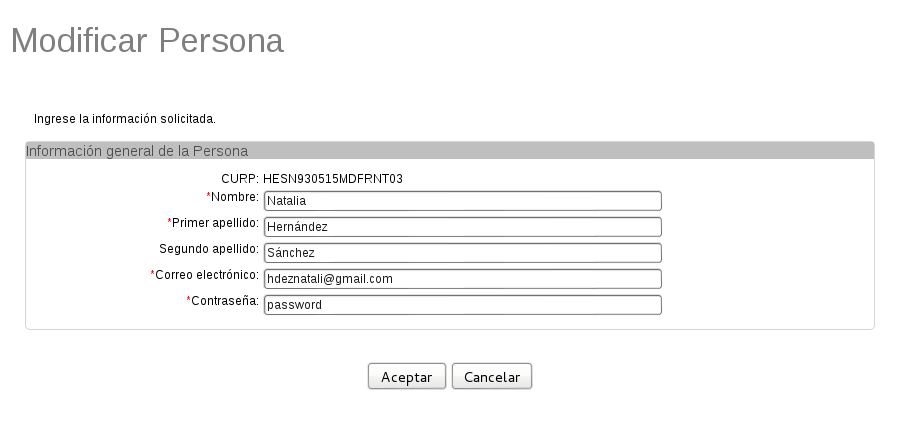 Modificar Persona
Ingrese la información solicitada.
Información general de la Persona
CURP: HESN930515MDFRNT03
*Nombre: Natalia
*Primer apellido: Hernández
Segundo apellido: Sánchez
*Correo electrónico: hdeznatali@gmail.com
*Contraseña: password
Aceptar Cancelar